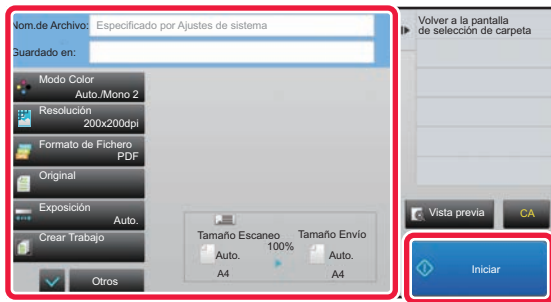 Nom.de Archivo: Especificado por Ajustes de sistema
Guardado en:
Modo Color
Auto./Mono 2
Resolución
200x200dpi
Formato de Fichero
PDF
Original
Exposición
Auto.
Crear Trabajo
Otros
Tamaño Escaneo
100%
Tamaño Envio
Auto.
Auto.
A4
A4
Volver a la pantalla
de selección de carpeta
Vista previa
CA
Iniciar